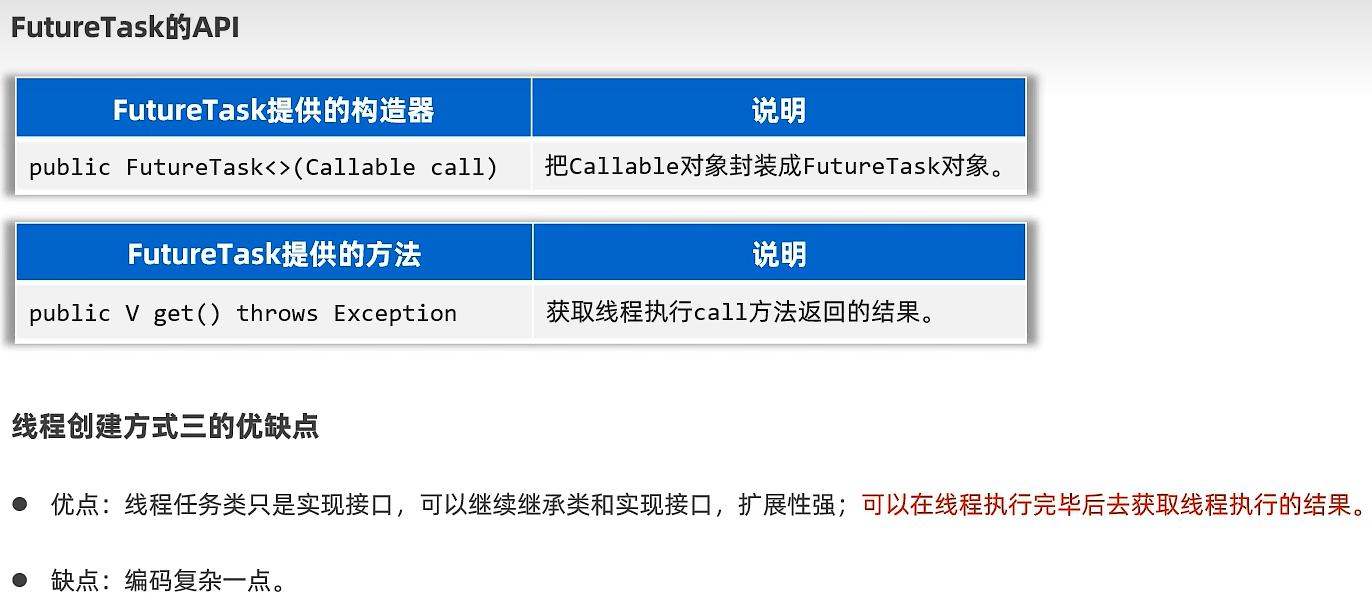 FutureTask的API
FutureTask提供的构造器 说明
public FutureTask<>(Callable call) 把Callable对象封装成FutureTask对象。
FutureTask提供的方法 说明
public V get() throws Exception 获取线程执行call方法返回的结果。
线程创建方式三的优缺点
● 优点：线程任务类只是实现接口，可以继续继承类和实现接口，扩展性强；可以在线程执行完毕后去获取线程执行的结果。
● 缺点：编码复杂一点。